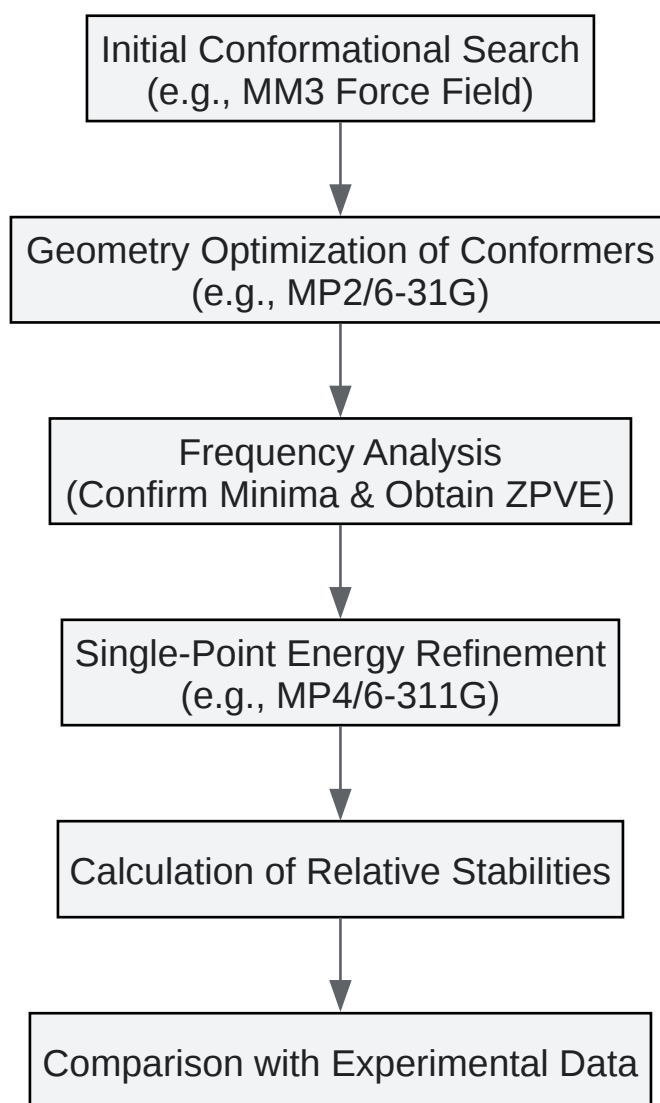 Initial Conformational Search
(e.g., MM3 Force Field)
Geometry Optimization of Conformers
(e.g., MP2/6-31G)
Frequency Analysis
(Confirm Minima & Obtain ZPVE)
Single-Point Energy Refinement
(e.g., MP4/6-311G)
Calculation of Relative Stabilities
Comparison with Experimental Data